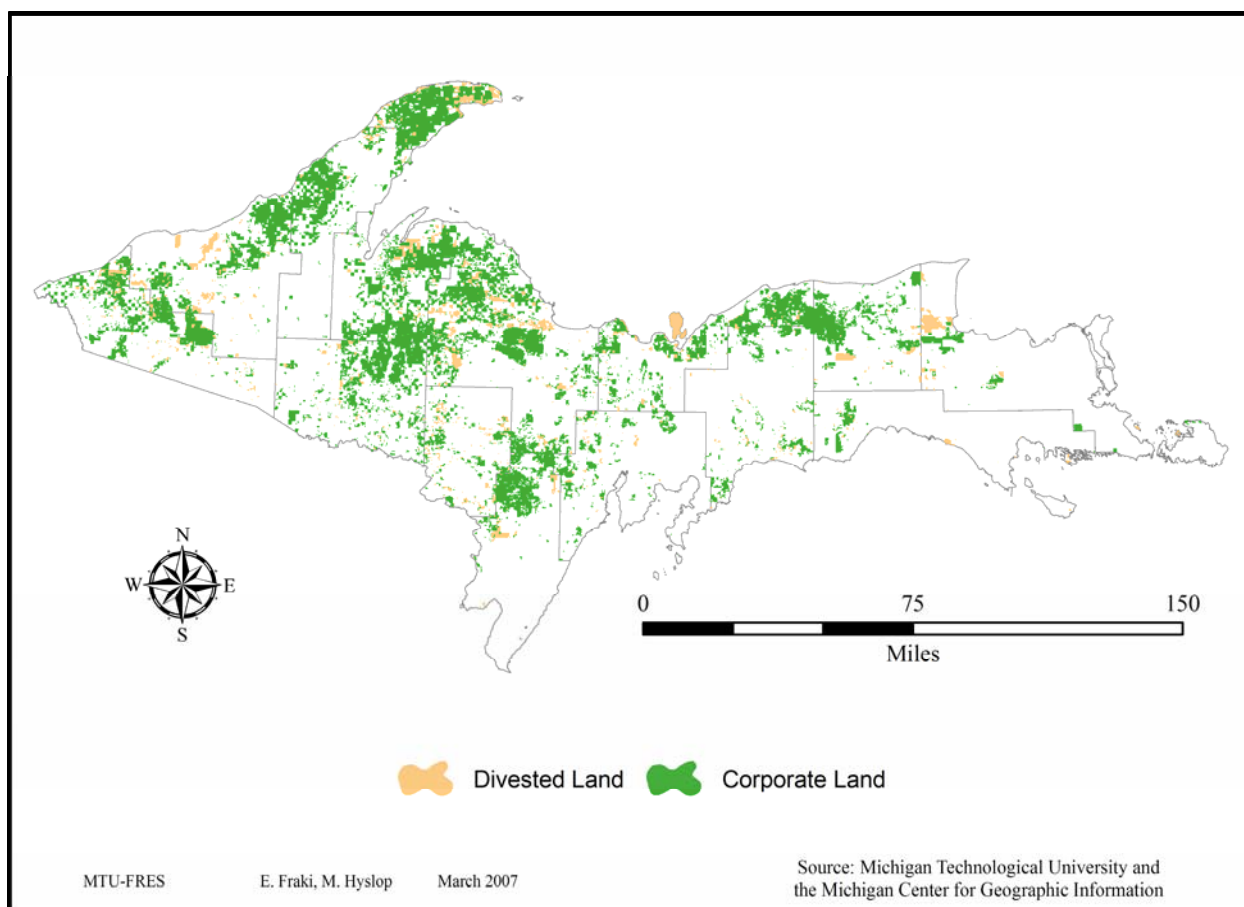 N
W E
S
0 75 150
Miles
Divested Land Corporate Land
MTU-FRES E. Fraki, M. Hyslop March 2007
Source: Michigan Technological University and
the Michigan Center for Geographic Information